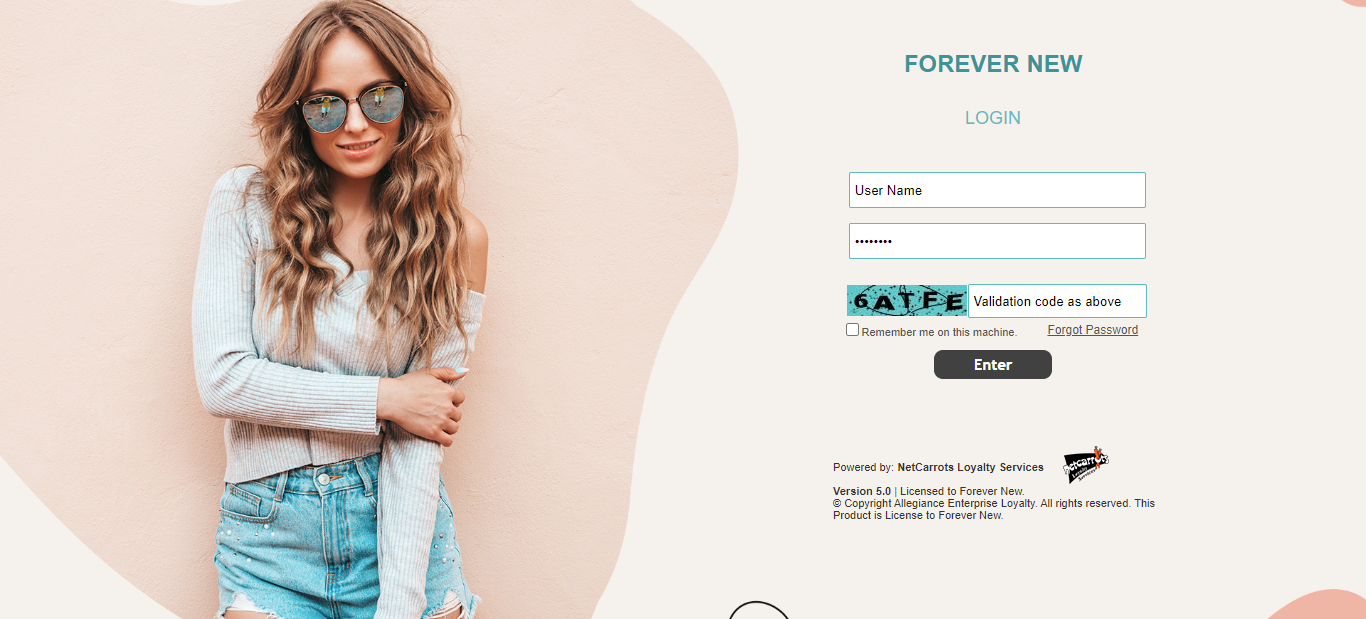 FOREVER NEW
LOGIN
User Name
••••••••
6ATFE
Validation code as above
Remember me on this machine.
Forgot Password
Enter
Powered by: NetCarrots Loyalty Services
netcarrots
Loyalty
Services
Version 5.0 | Licensed to Forever New.
© Copyright Allegiance Enterprise Loyalty. All rights reserved. This
Product is License to Forever New.